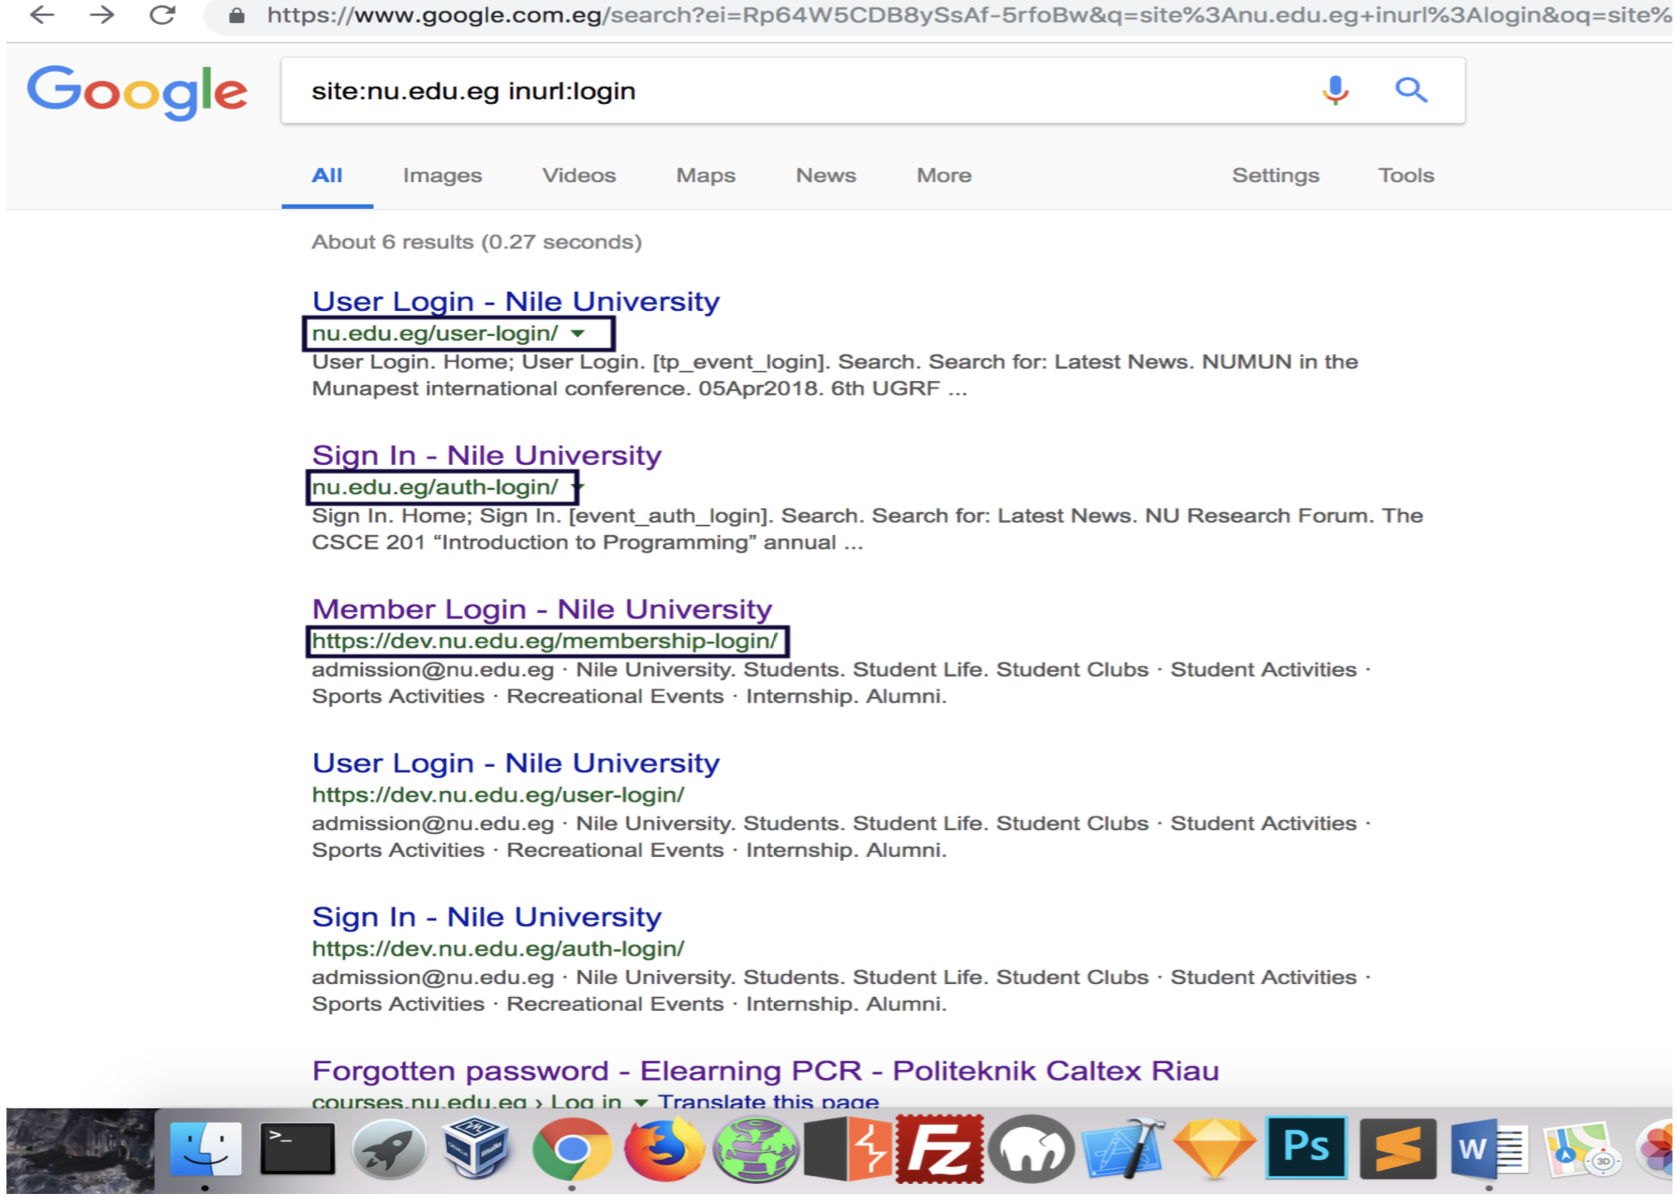 https://www.google.com.eg/search?ei=Rp64W5CDB8ySsAf-5rfoBw&q=site%3Anu.edu.eg+inurl%3Alogin&oq=site%
Google
site:nu.edu.eg inurl:login
All Images Videos Maps News More Settings Tools
About 6 results (0.27 seconds)
User Login - Nile University
nu.edu.eg/user-login/
User Login. Home; User Login. [tp_event_login]. Search. Search for: Latest News. NUMUN in the
Munapest international conference. 05Apr2018. 6th UGRF ...
Sign In - Nile University
nu.edu.eg/auth-login/
Sign In. Home; Sign In. [event_auth_login]. Search. Search for: Latest News. NU Research Forum. The
CSCE 201 “Introduction to Programming” annual ...
Member Login - Nile University
https://dev.nu.edu.eg/membership-login/
admission@nu.edu.eg · Nile University. Students. Student Life. Student Clubs · Student Activities ·
Sports Activities · Recreational Events · Internship. Alumni.
User Login - Nile University
https://dev.nu.edu.eg/user-login/
admission@nu.edu.eg · Nile University. Students. Student Life. Student Clubs · Student Activities ·
Sports Activities · Recreational Events · Internship. Alumni.
Sign In - Nile University
https://dev.nu.edu.eg/auth-login/
admission@nu.edu.eg · Nile University. Students. Student Life. Student Clubs · Student Activities ·
Sports Activities · Recreational Events · Internship. Alumni.
Forgotten password - Elearning PCR - Politeknik Caltex Riau
courses.nu.edu.eg › Log in Translate this page
>_ Fz Ps S W 3D